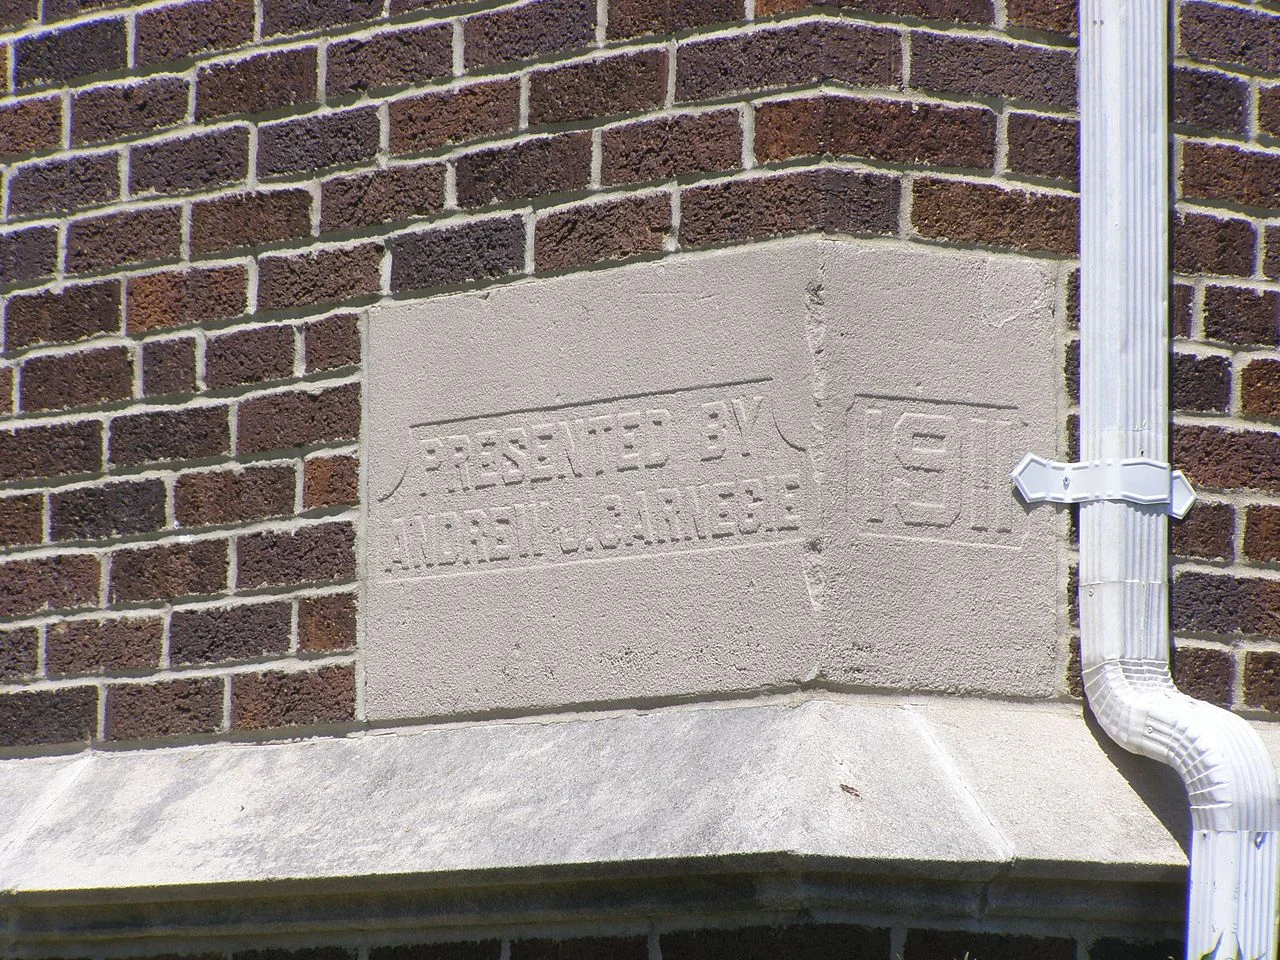 PRESENTED BY
ANDREW J. CARNEGIE
1911